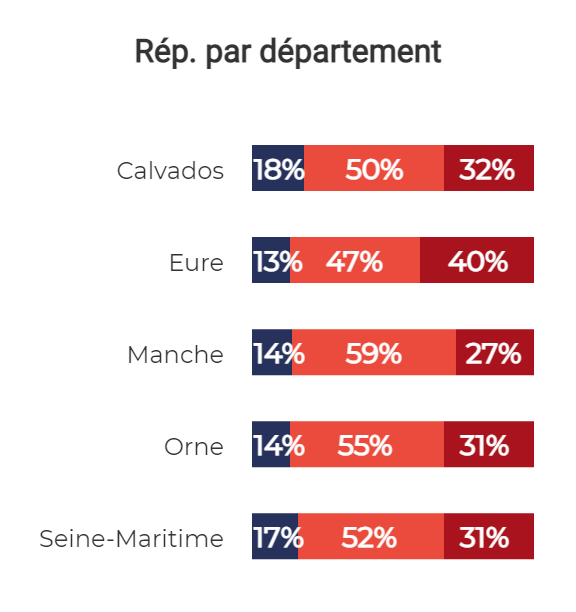 Rép. par département
Calvados 18% 50% 32%
Eure 13% 47% 40%
Manche 14% 59% 27%
Orne 14% 55% 31%
Seine-Maritime 17% 52% 31%